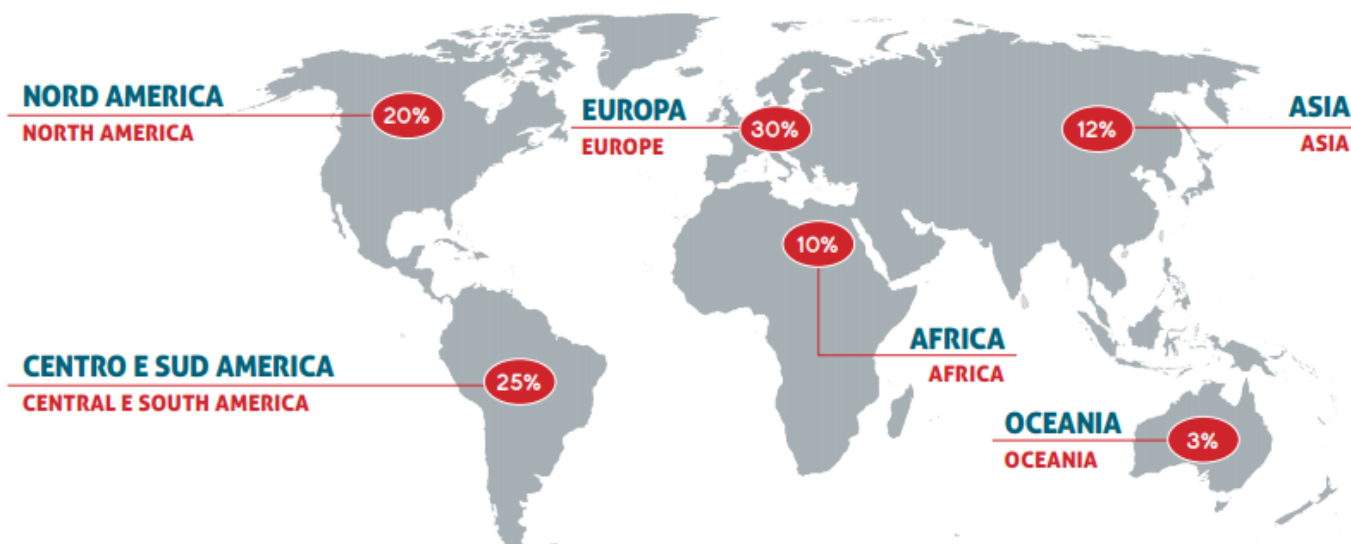 NORD AMERICA
NORTH AMERICA
20%
EUROPA
EUROPE
30%
12%
ASIA
ASIA
10%
AFRICA
AFRICA
CENTRO E SUD AMERICA
CENTRAL E SOUTH AMERICA
25%
OCEANIA
OCEANIA
3%